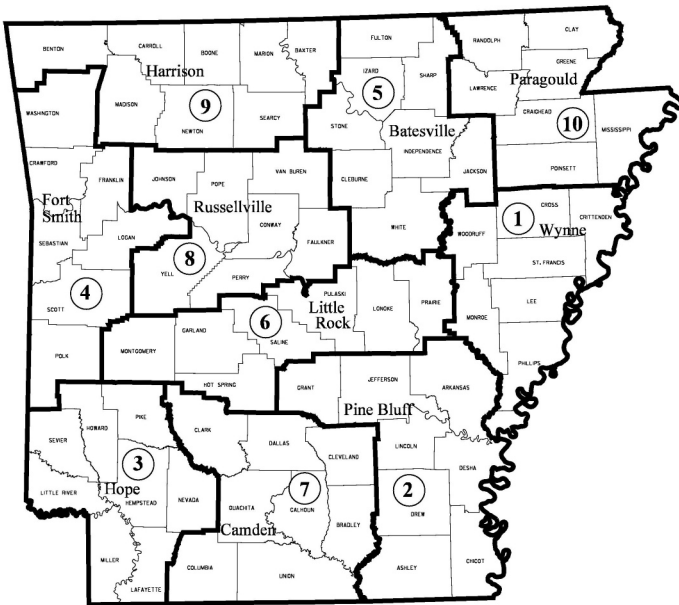 BENTON
CARROLL
BOONE
MARION
BAXTER
FULTON
RANDOLPH
CLAY
Harrison
IZARD
SHARP
GREENE
LAWRENCE
Paragould
WASHINGTON
MADISON
9
NEWTON
SEARCY
5
STONE
Batesville
INDEPENDENCE
CRAIGHEAD
10
MISSISSIPPI
CRAWFORD
FRANKLIN
JOHNSON
POPE
VAN BUREN
CLEBURNE
JACKSON
POINSETT
Fort
Smith
Russellville
CROSS
CRITTENDEN
1
Wynne
WOODRUFF
SEBASTIAN
LOGAN
CONWAY
FAULKNER
WHITE
8
YELL
PERRY
ST. FRANCIS
4
SCOTT
PULASKI
LONOKE
PRAIRIE
LEE
MONROE
Little
Rock
6
GARLAND
SALINE
POLK
MONTGOMERY
HOT SPRING
PHILLIPS
GRANT
JEFFERSON
ARKANSAS
Pine Bluff
PIKE
HOWARD
SEVIER
CLARK
DALLAS
CLEVELAND
LINCOLN
DESHA
3
Hope
LITTLE RIVER
HEMPSTEAD
NEVADA
OUACHITA
7
CALHOUN
2
DREW
Camden
BRADLEY
MILLER
LAFAYETTE
COLUMBIA
UNION
ASHLEY
CHICOT